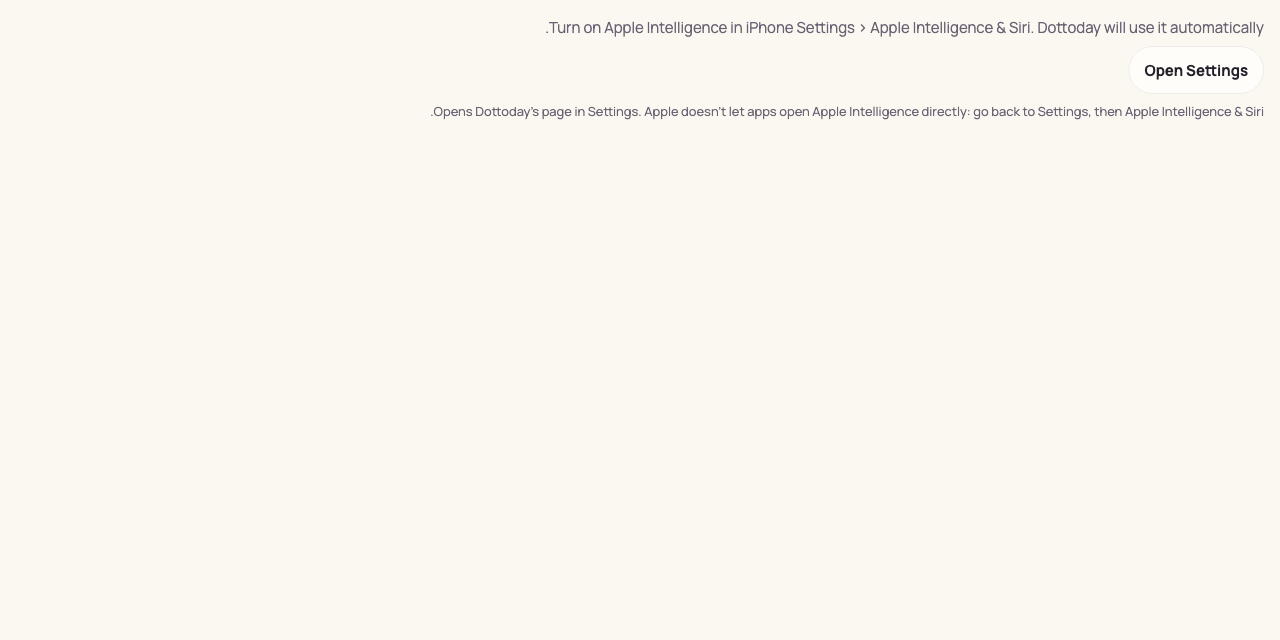 .Turn on Apple Intelligence in iPhone Settings › Apple Intelligence & Siri. Dottoday will use it automatically
Open Settings
.Opens Dottoday's page in Settings. Apple doesn't let apps open Apple Intelligence directly: go back to Settings, then Apple Intelligence & Siri